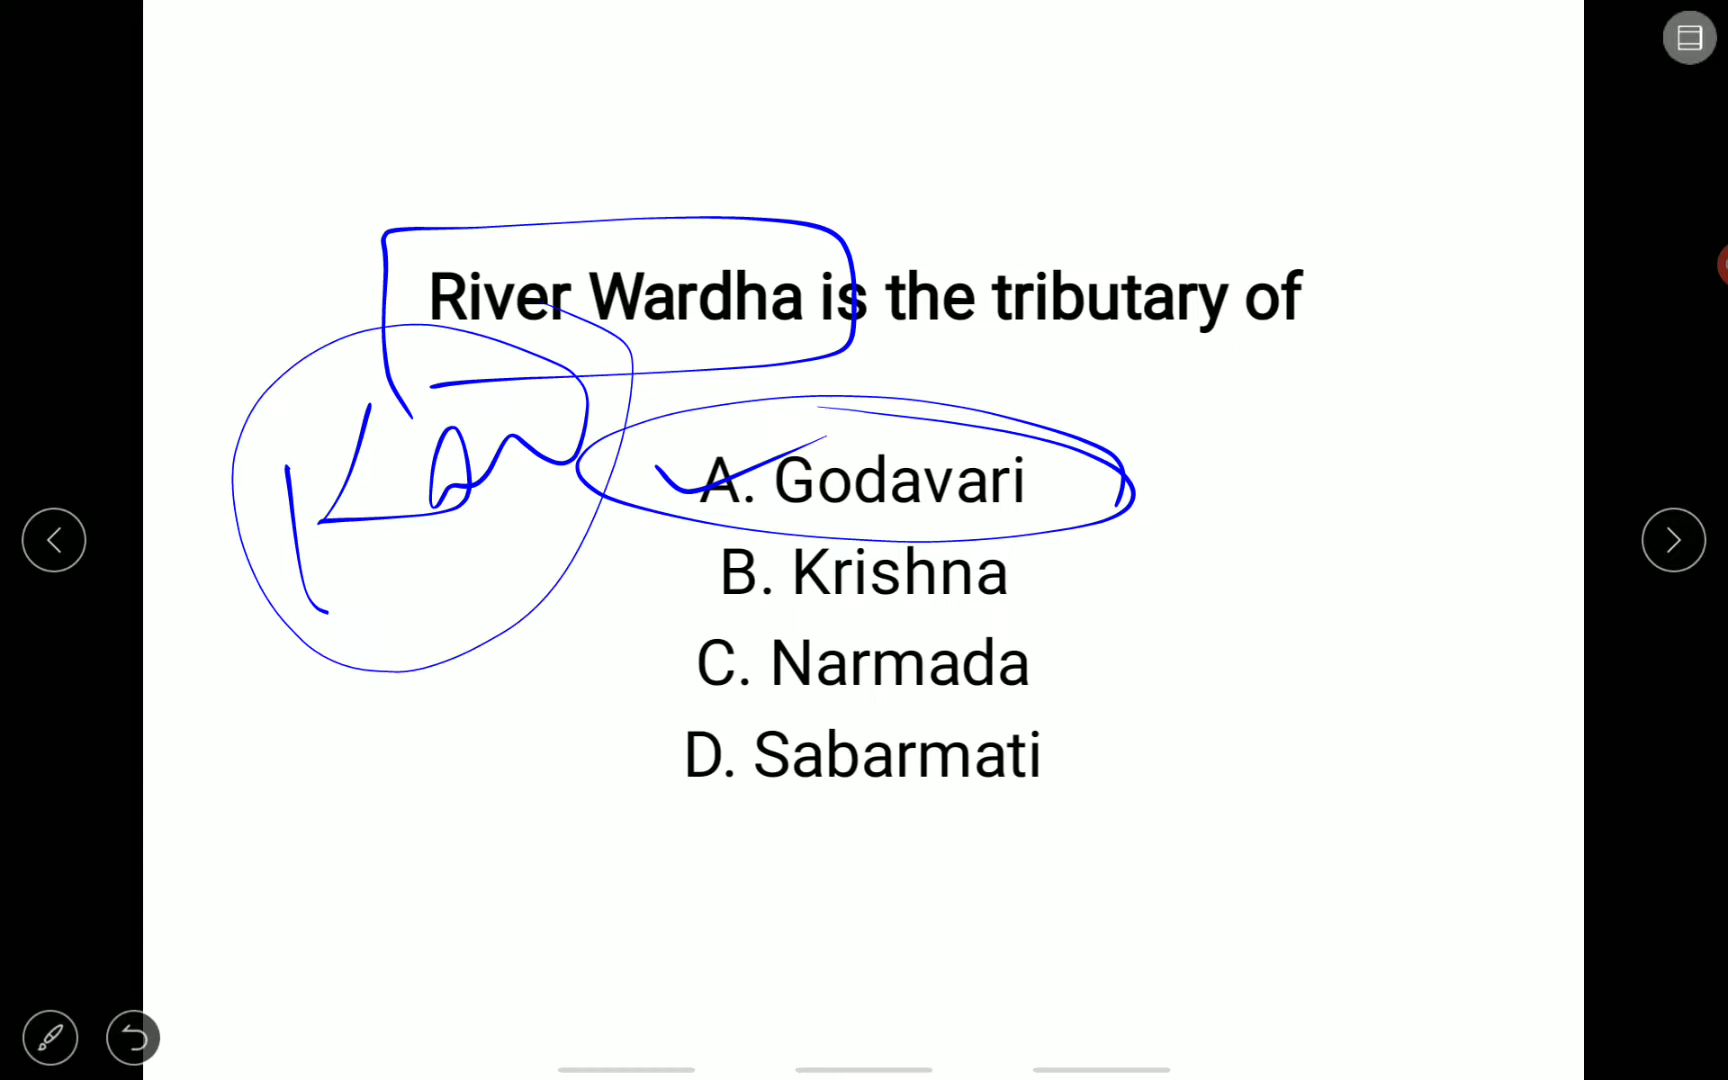 River Wardha is the tributary of
A. Godavari
B. Krishna
C. Narmada
D. Sabarmati